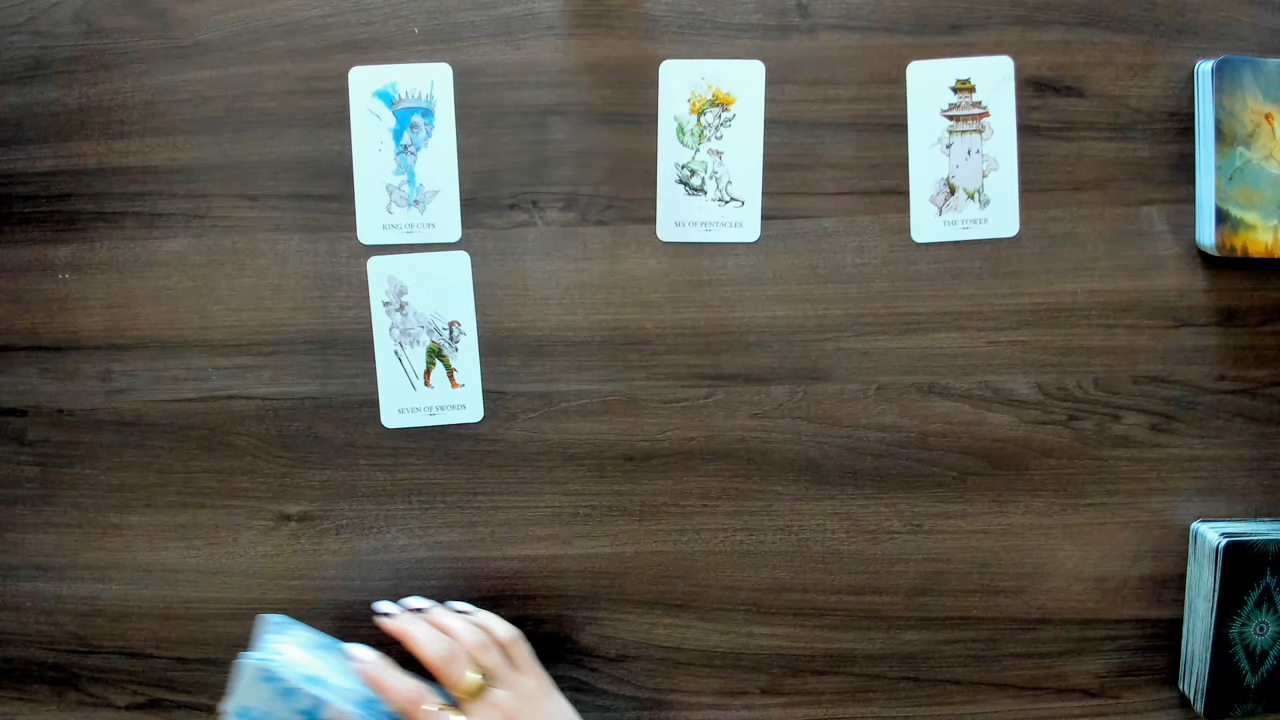 KING OF CUPS
SIX OF PENTACLES
THE TOWER
SEVEN OF SWORDS